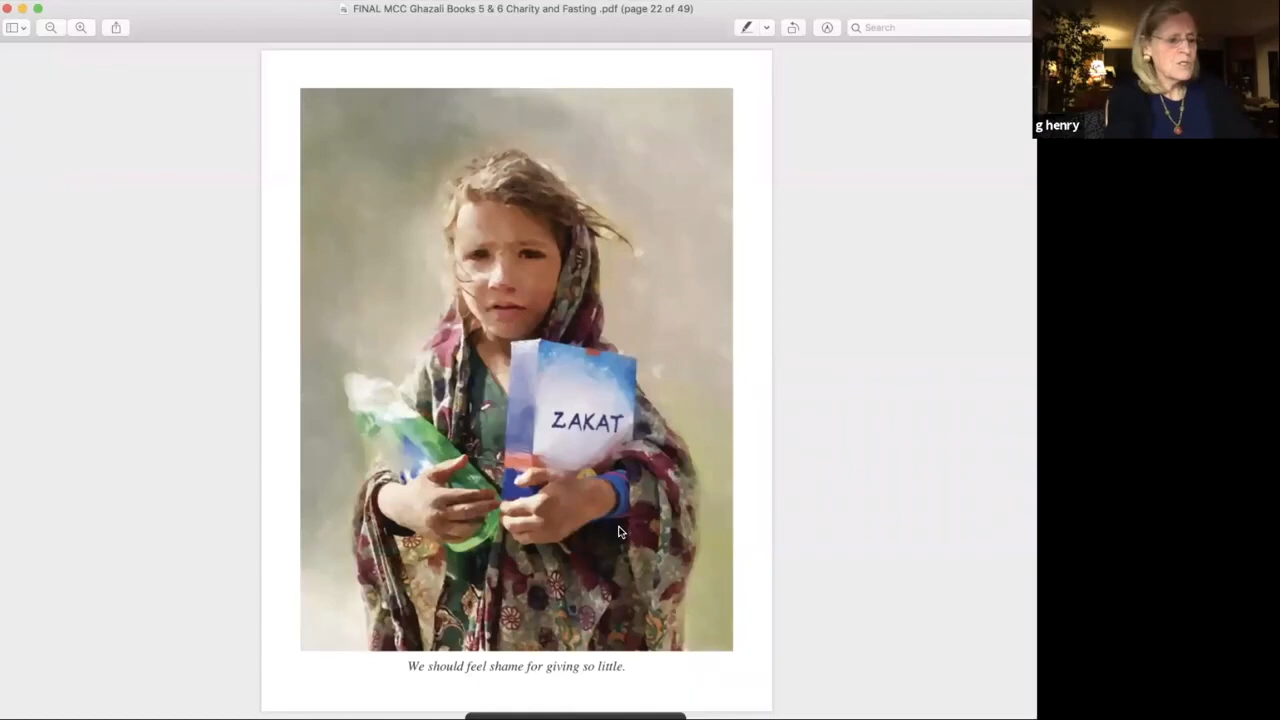 FINAL MCC Ghazali Books 5 & 6 Charity and Fasting .pdf (page 22 of 49)
Search
g henry
ZAKAT
We should feel shame for giving so little.